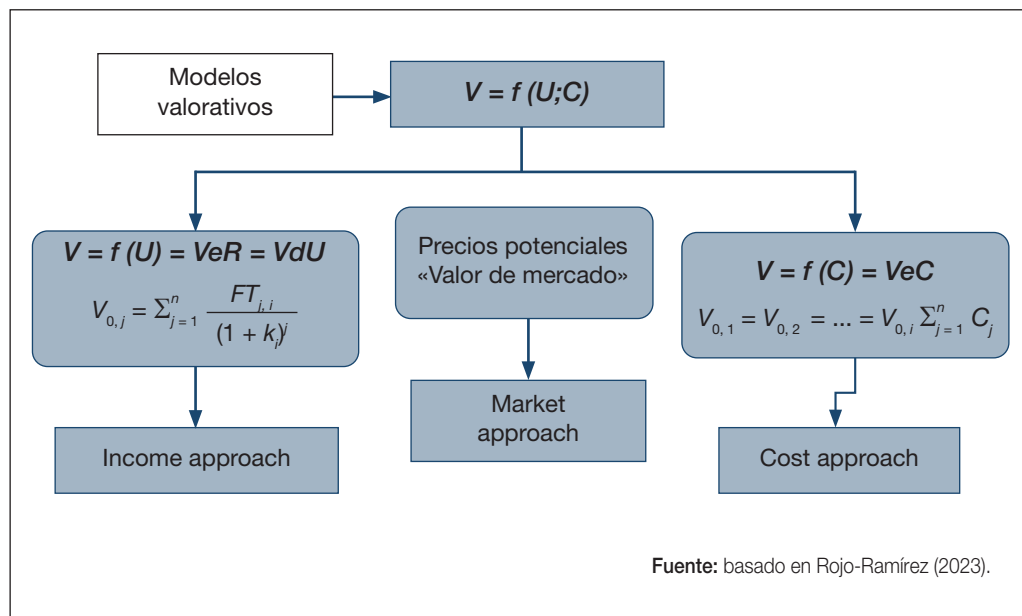 Modelos
valorativos
V = f (U;C)
V = f (U) = VeR = VdU
V₀,ⱼ = Σⁿⱼ ₌ ₁ FTⱼ,ᵢ / (1 + kᵢ)ʲ
Precios potenciales
«Valor de mercado»
V = f (C) = VeC
V₀,₁ = V₀,₂ = ... = V₀,ᵢ Σⁿⱼ ₌ ₁ Cⱼ
Income approach
Market
approach
Cost approach
Fuente: basado en Rojo-Ramírez (2023).